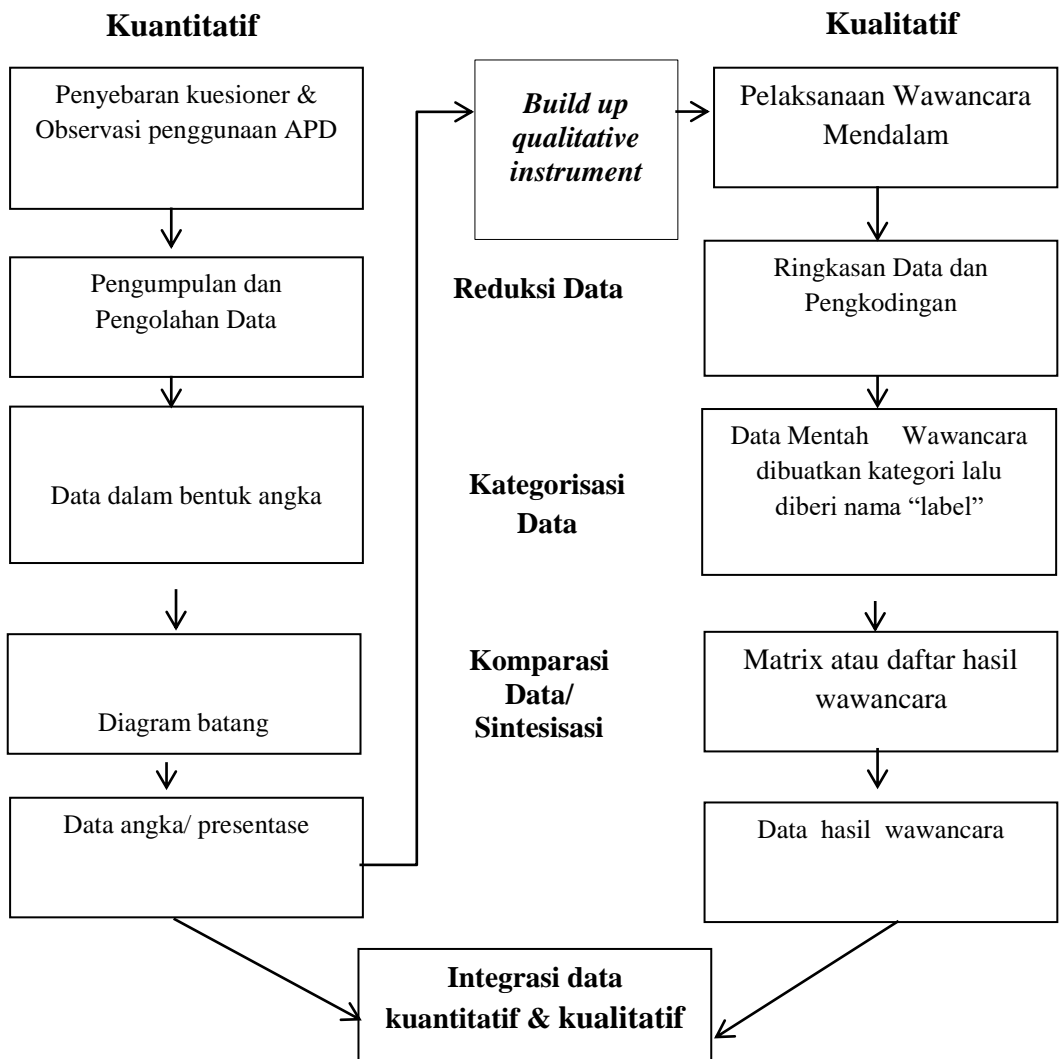 Kuantitatif
Penyebaran kuesioner &
Observasi penggunaan APD
Pengumpulan dan
Pengolahan Data
Data dalam bentuk angka
Diagram batang
Data angka/ presentase
Build up
qualitative
instrument
Reduksi Data
Kategorisasi
Data
Komparasi
Data/
Sintesisasi
Kualitatif
Pelaksanaan Wawancara
Mendalam
Ringkasan Data dan
Pengkodingan
Data Mentah Wawancara
dibuatkan kategori lalu
diberi nama “label”
Matrix atau daftar hasil
wawancara
Data hasil wawancara
Integrasi data
kuantitatif & kualitatif